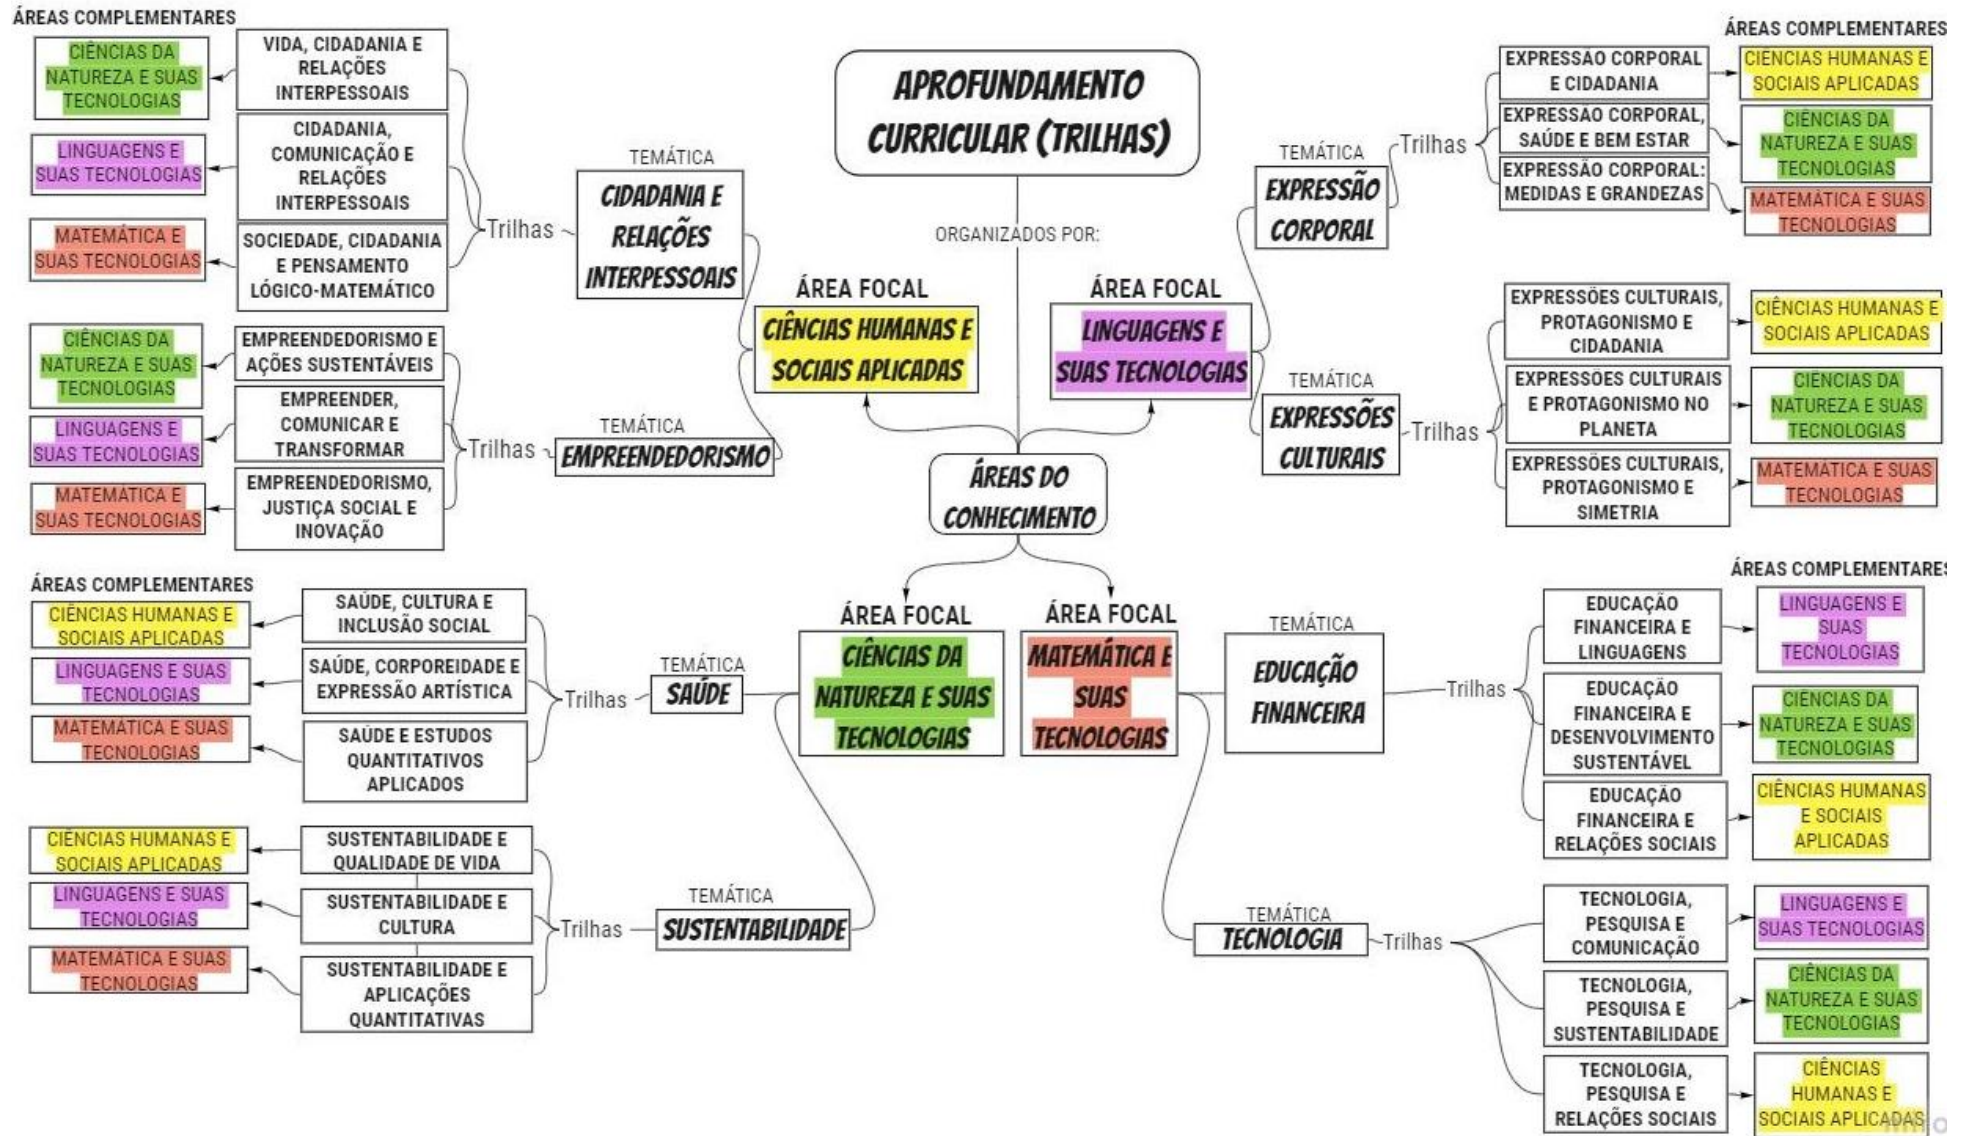 APROFUNDAMENTO
CURRICULAR (TRILHAS)
ORGANIZADOS POR:
ÁREAS DO
CONHECIMENTO
ÁREA FOCAL
CIÊNCIAS HUMANAS E
SOCIAIS APLICADAS
TEMÁTICA
CIDADANIA E
RELAÇÕES
INTERPESSOAIS
Trilhas
ÁREAS COMPLEMENTARES
VIDA, CIDADANIA E
RELAÇÕES
INTERPESSOAIS
CIÊNCIAS DA
NATUREZA E SUAS
TECNOLOGIAS
CIDADANIA,
COMUNICAÇÃO E
RELAÇÕES
INTERPESSOAIS
LINGUAGENS E
SUAS TECNOLOGIAS
SOCIEDADE, CIDADANIA
E PENSAMENTO
LÓGICO-MATEMÁTICO
MATEMÁTICA E
SUAS TECNOLOGIAS
TEMÁTICA
EMPREENDEDORISMO
Trilhas
EMPREENDEDORISMO E
AÇÕES SUSTENTÁVEIS
CIÊNCIAS DA
NATUREZA E SUAS
TECNOLOGIAS
EMPREENDER,
COMUNICAR E
TRANSFORMAR
LINGUAGENS E
SUAS TECNOLOGIAS
EMPREENDEDORISMO,
JUSTIÇA SOCIAL E
INOVAÇÃO
MATEMÁTICA E
SUAS TECNOLOGIAS
ÁREA FOCAL
LINGUAGENS E
SUAS TECNOLOGIAS
TEMÁTICA
EXPRESSÃO
CORPORAL
Trilhas
ÁREAS COMPLEMENTARES
EXPRESSÃO CORPORAL
E CIDADANIA
CIÊNCIAS HUMANAS E
SOCIAIS APLICADAS
EXPRESSÃO CORPORAL,
SAÚDE E BEM ESTAR
CIÊNCIAS DA
NATUREZA E SUAS
TECNOLOGIAS
EXPRESSÃO CORPORAL:
MEDIDAS E GRANDEZAS
MATEMÁTICA E SUAS
TECNOLOGIAS
TEMÁTICA
EXPRESSÕES
CULTURAIS
Trilhas
EXPRESSÕES CULTURAIS,
PROTAGONISMO E
CIDADANIA
CIÊNCIAS HUMANAS E
SOCIAIS APLICADAS
EXPRESSÕES CULTURAIS
E PROTAGONISMO NO
PLANETA
CIÊNCIAS DA
NATUREZA E SUAS
TECNOLOGIAS
EXPRESSÕES CULTURAIS,
PROTAGONISMO E
SIMETRIA
MATEMÁTICA E SUAS
TECNOLOGIAS
ÁREA FOCAL
CIÊNCIAS DA
NATUREZA E SUAS
TECNOLOGIAS
TEMÁTICA
SAÚDE
Trilhas
ÁREAS COMPLEMENTARES
SAÚDE, CULTURA E
INCLUSÃO SOCIAL
CIÊNCIAS HUMANAS E
SOCIAIS APLICADAS
SAÚDE, CORPOREIDADE E
EXPRESSÃO ARTÍSTICA
LINGUAGENS E SUAS
TECNOLOGIAS
SAÚDE E ESTUDOS
QUANTITATIVOS
APLICADOS
MATEMÁTICA E SUAS
TECNOLOGIAS
TEMÁTICA
SUSTENTABILIDADE
Trilhas
SUSTENTABILIDADE E
QUALIDADE DE VIDA
CIÊNCIAS HUMANAS E
SOCIAIS APLICADAS
SUSTENTABILIDADE E
CULTURA
LINGUAGENS E SUAS
TECNOLOGIAS
SUSTENTABILIDADE E
APLICAÇÕES
QUANTITATIVAS
MATEMÁTICA E SUAS
TECNOLOGIAS
ÁREA FOCAL
MATEMÁTICA E
SUAS
TECNOLOGIAS
TEMÁTICA
EDUCAÇÃO
FINANCEIRA
Trilhas
ÁREAS COMPLEMENTARES
EDUCAÇÃO
FINANCEIRA E
LINGUAGENS
LINGUAGENS E
SUAS
TECNOLOGIAS
EDUCAÇÃO
FINANCEIRA E
DESENVOLVIMENTO
SUSTENTÁVEL
CIÊNCIAS DA
NATUREZA E SUAS
TECNOLOGIAS
EDUCAÇÃO
FINANCEIRA E
RELAÇÕES SOCIAIS
CIÊNCIAS HUMANAS
E SOCIAIS
APLICADAS
TEMÁTICA
TECNOLOGIA
Trilhas
TECNOLOGIA,
PESQUISA E
COMUNICAÇÃO
LINGUAGENS E
SUAS TECNOLOGIAS
TECNOLOGIA,
PESQUISA E
SUSTENTABILIDADE
CIÊNCIAS DA
NATUREZA E SUAS
TECNOLOGIAS
TECNOLOGIA,
PESQUISA E
RELAÇÕES SOCIAIS
CIÊNCIAS
HUMANAS E
SOCIAIS APLICADAS
miro